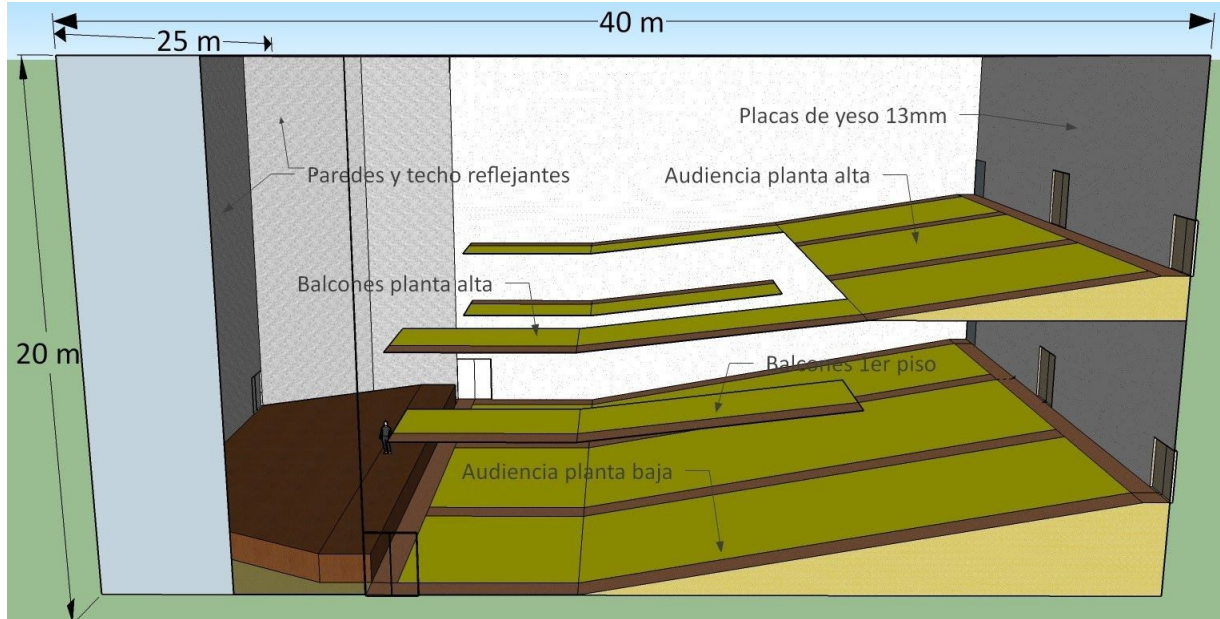 40 m
25 m
Placas de yeso 13mm
Paredes y techo reflejantes
Audiencia planta alta
Balcones planta alta
20 m
Balcones 1er piso
Audiencia planta baja